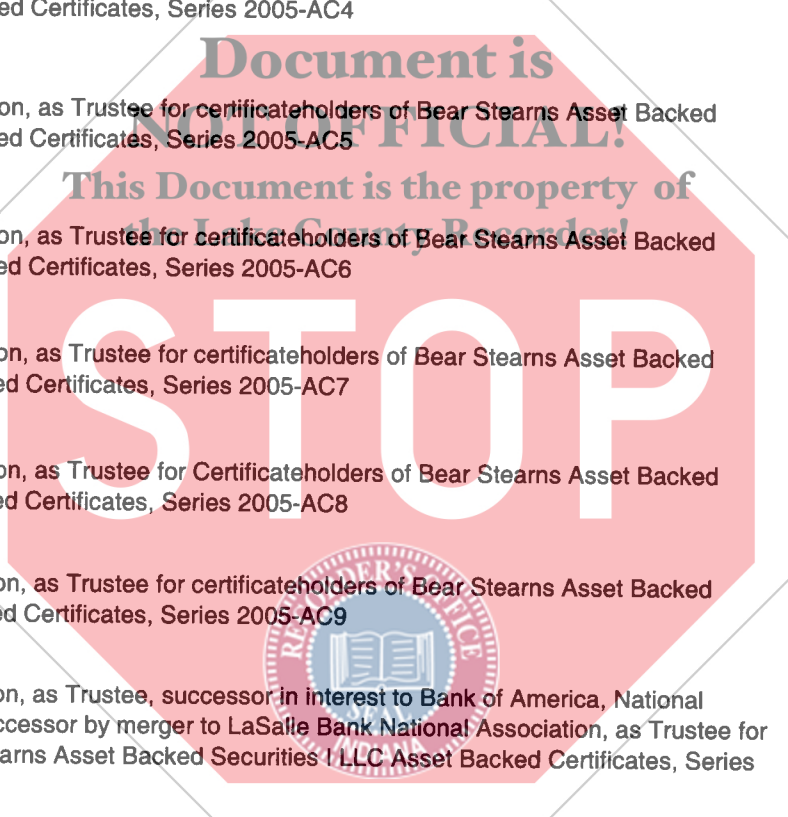 ed Certificates, Series 2005-AC4
Document is
on, as Trustee for certificateholders of Bear Stearns Asset Backed
NOT OFFICIAL!
ed Certificates, Series 2005-AC5
This Document is the property of
the Lake County Recorder!
on, as Trustee for certificateholders of Bear Stearns Asset Backed
ed Certificates, Series 2005-AC6
STOP
on, as Trustee for certificateholders of Bear Stearns Asset Backed
ed Certificates, Series 2005-AC7
on, as Trustee for Certificateholders of Bear Stearns Asset Backed
ed Certificates, Series 2005-AC8
on, as Trustee for certificateholders of Bear Stearns Asset Backed
ed Certificates, Series 2005-AC9
RECORDER'S OFFICE
SEAL
INDIANA
on, as Trustee, successor in interest to Bank of America, National
ccessor by merger to LaSalle Bank National Association, as Trustee for
arns Asset Backed Securities I LLC Asset Backed Certificates, Series